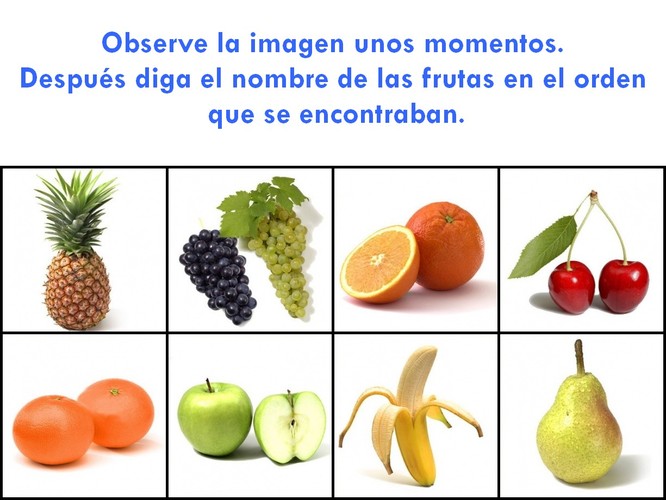 Observe la imagen unos momentos.
Después diga el nombre de las frutas en el orden
que se encontraban.